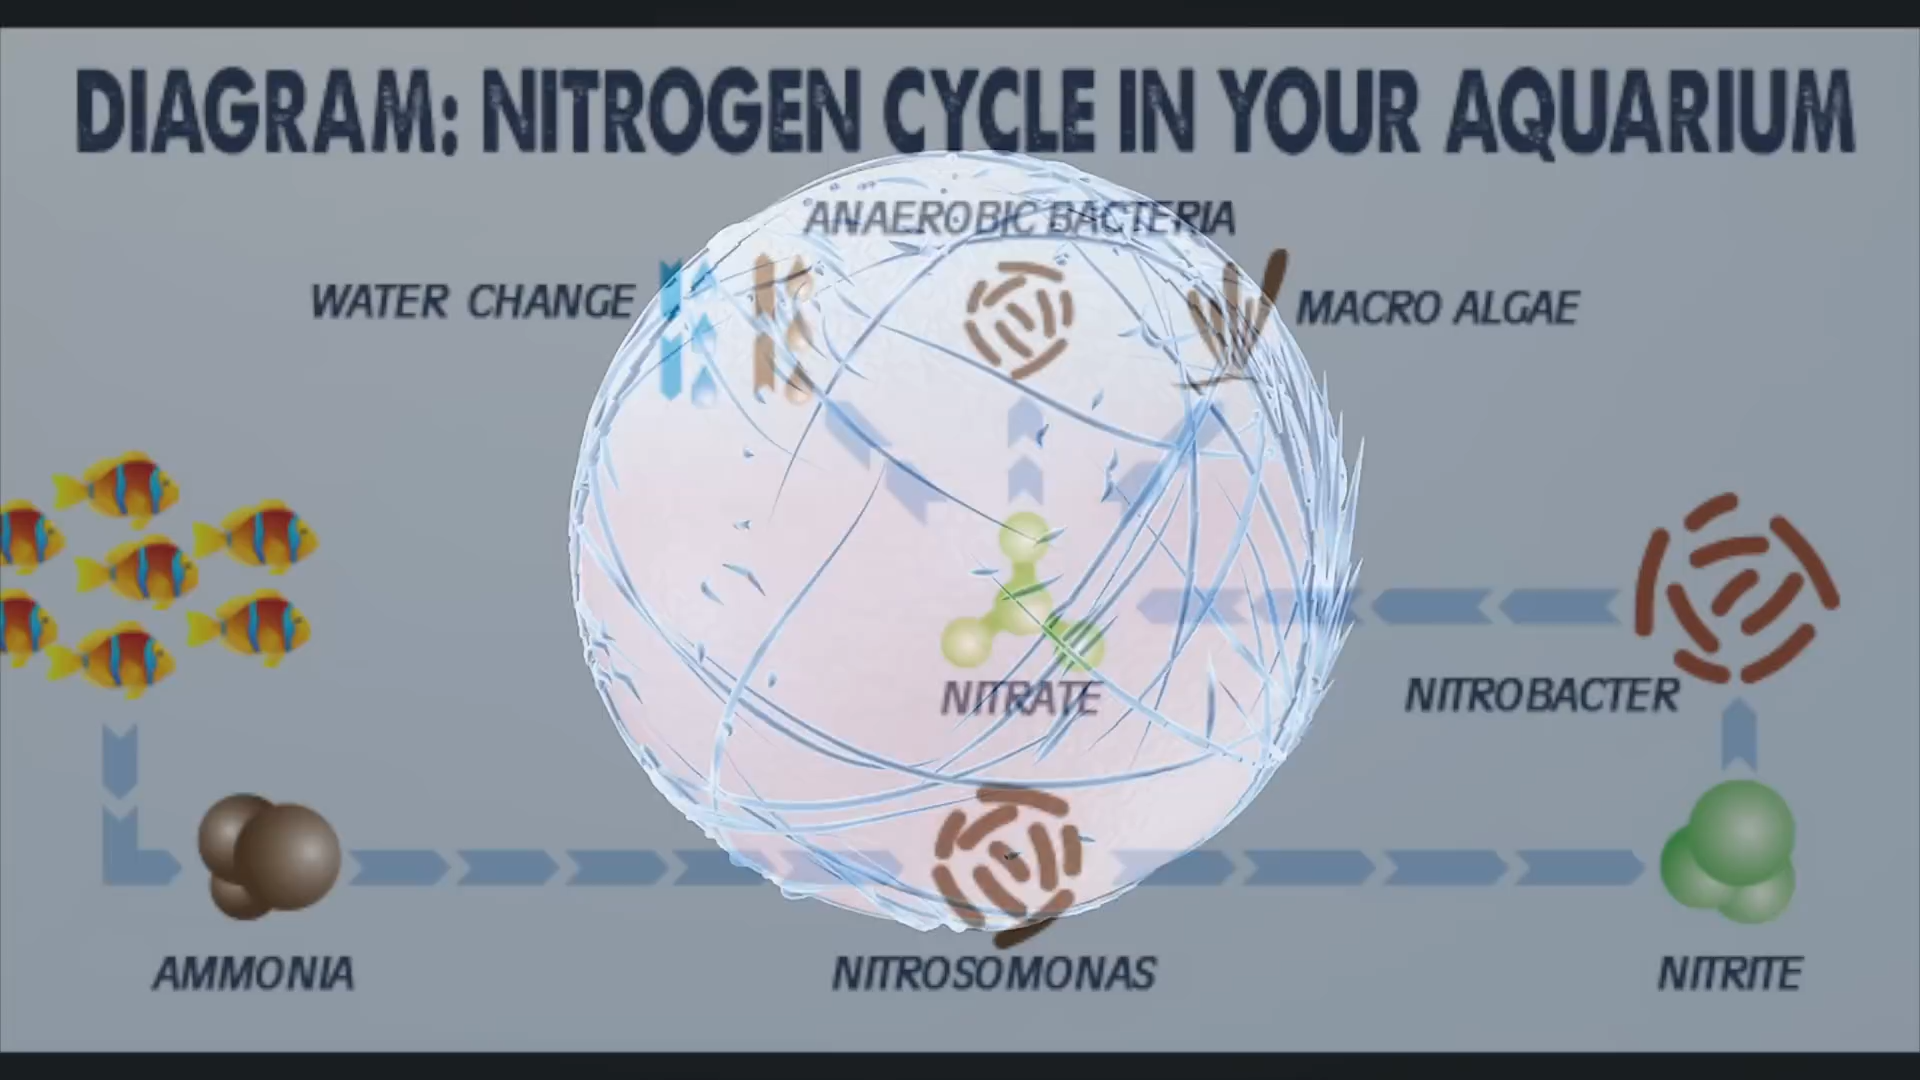 DIAGRAM: NITROGEN CYCLE IN YOUR AQUARIUM
ANAEROBIC BACTERIA
WATER CHANGE
MACRO ALGAE
NITRATE
NITROBACTER
AMMONIA
NITROSOMONAS
NITRITE